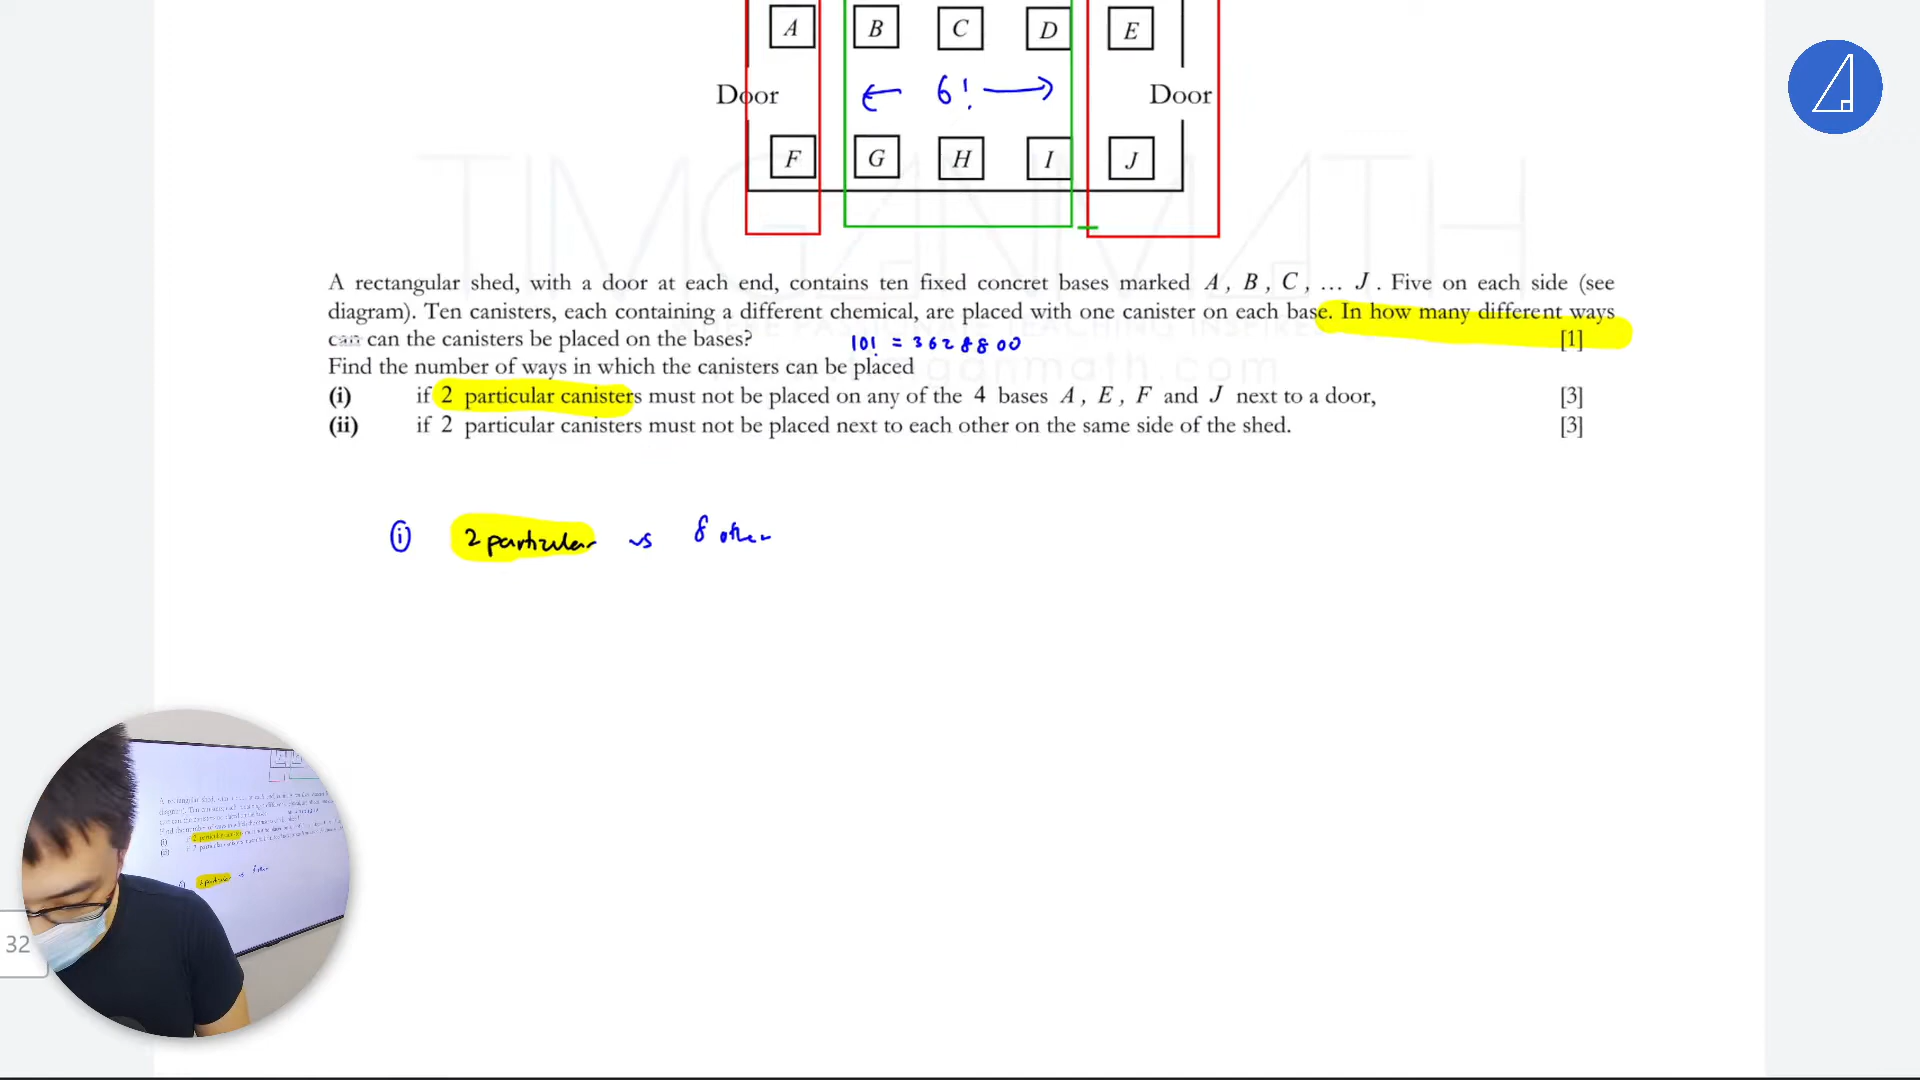 A B C D E
Door ← 6! → Door
F G H I J
A rectangular shed, with a door at each end, contains ten fixed concret bases marked A, B, C, ... J. Five on each side (see
diagram). Ten canisters, each containing a different chemical, are placed with one canister on each base. In how many different ways
can can the canisters be placed on the bases? 10! = 3628800 [1]
Find the number of ways in which the canisters can be placed
(i) if 2 particular canisters must not be placed on any of the 4 bases A, E, F and J next to a door, [3]
(ii) if 2 particular canisters must not be placed next to each other on the same side of the shed. [3]
(i) 2 particular vs 8 other
TIMGANMATH
32